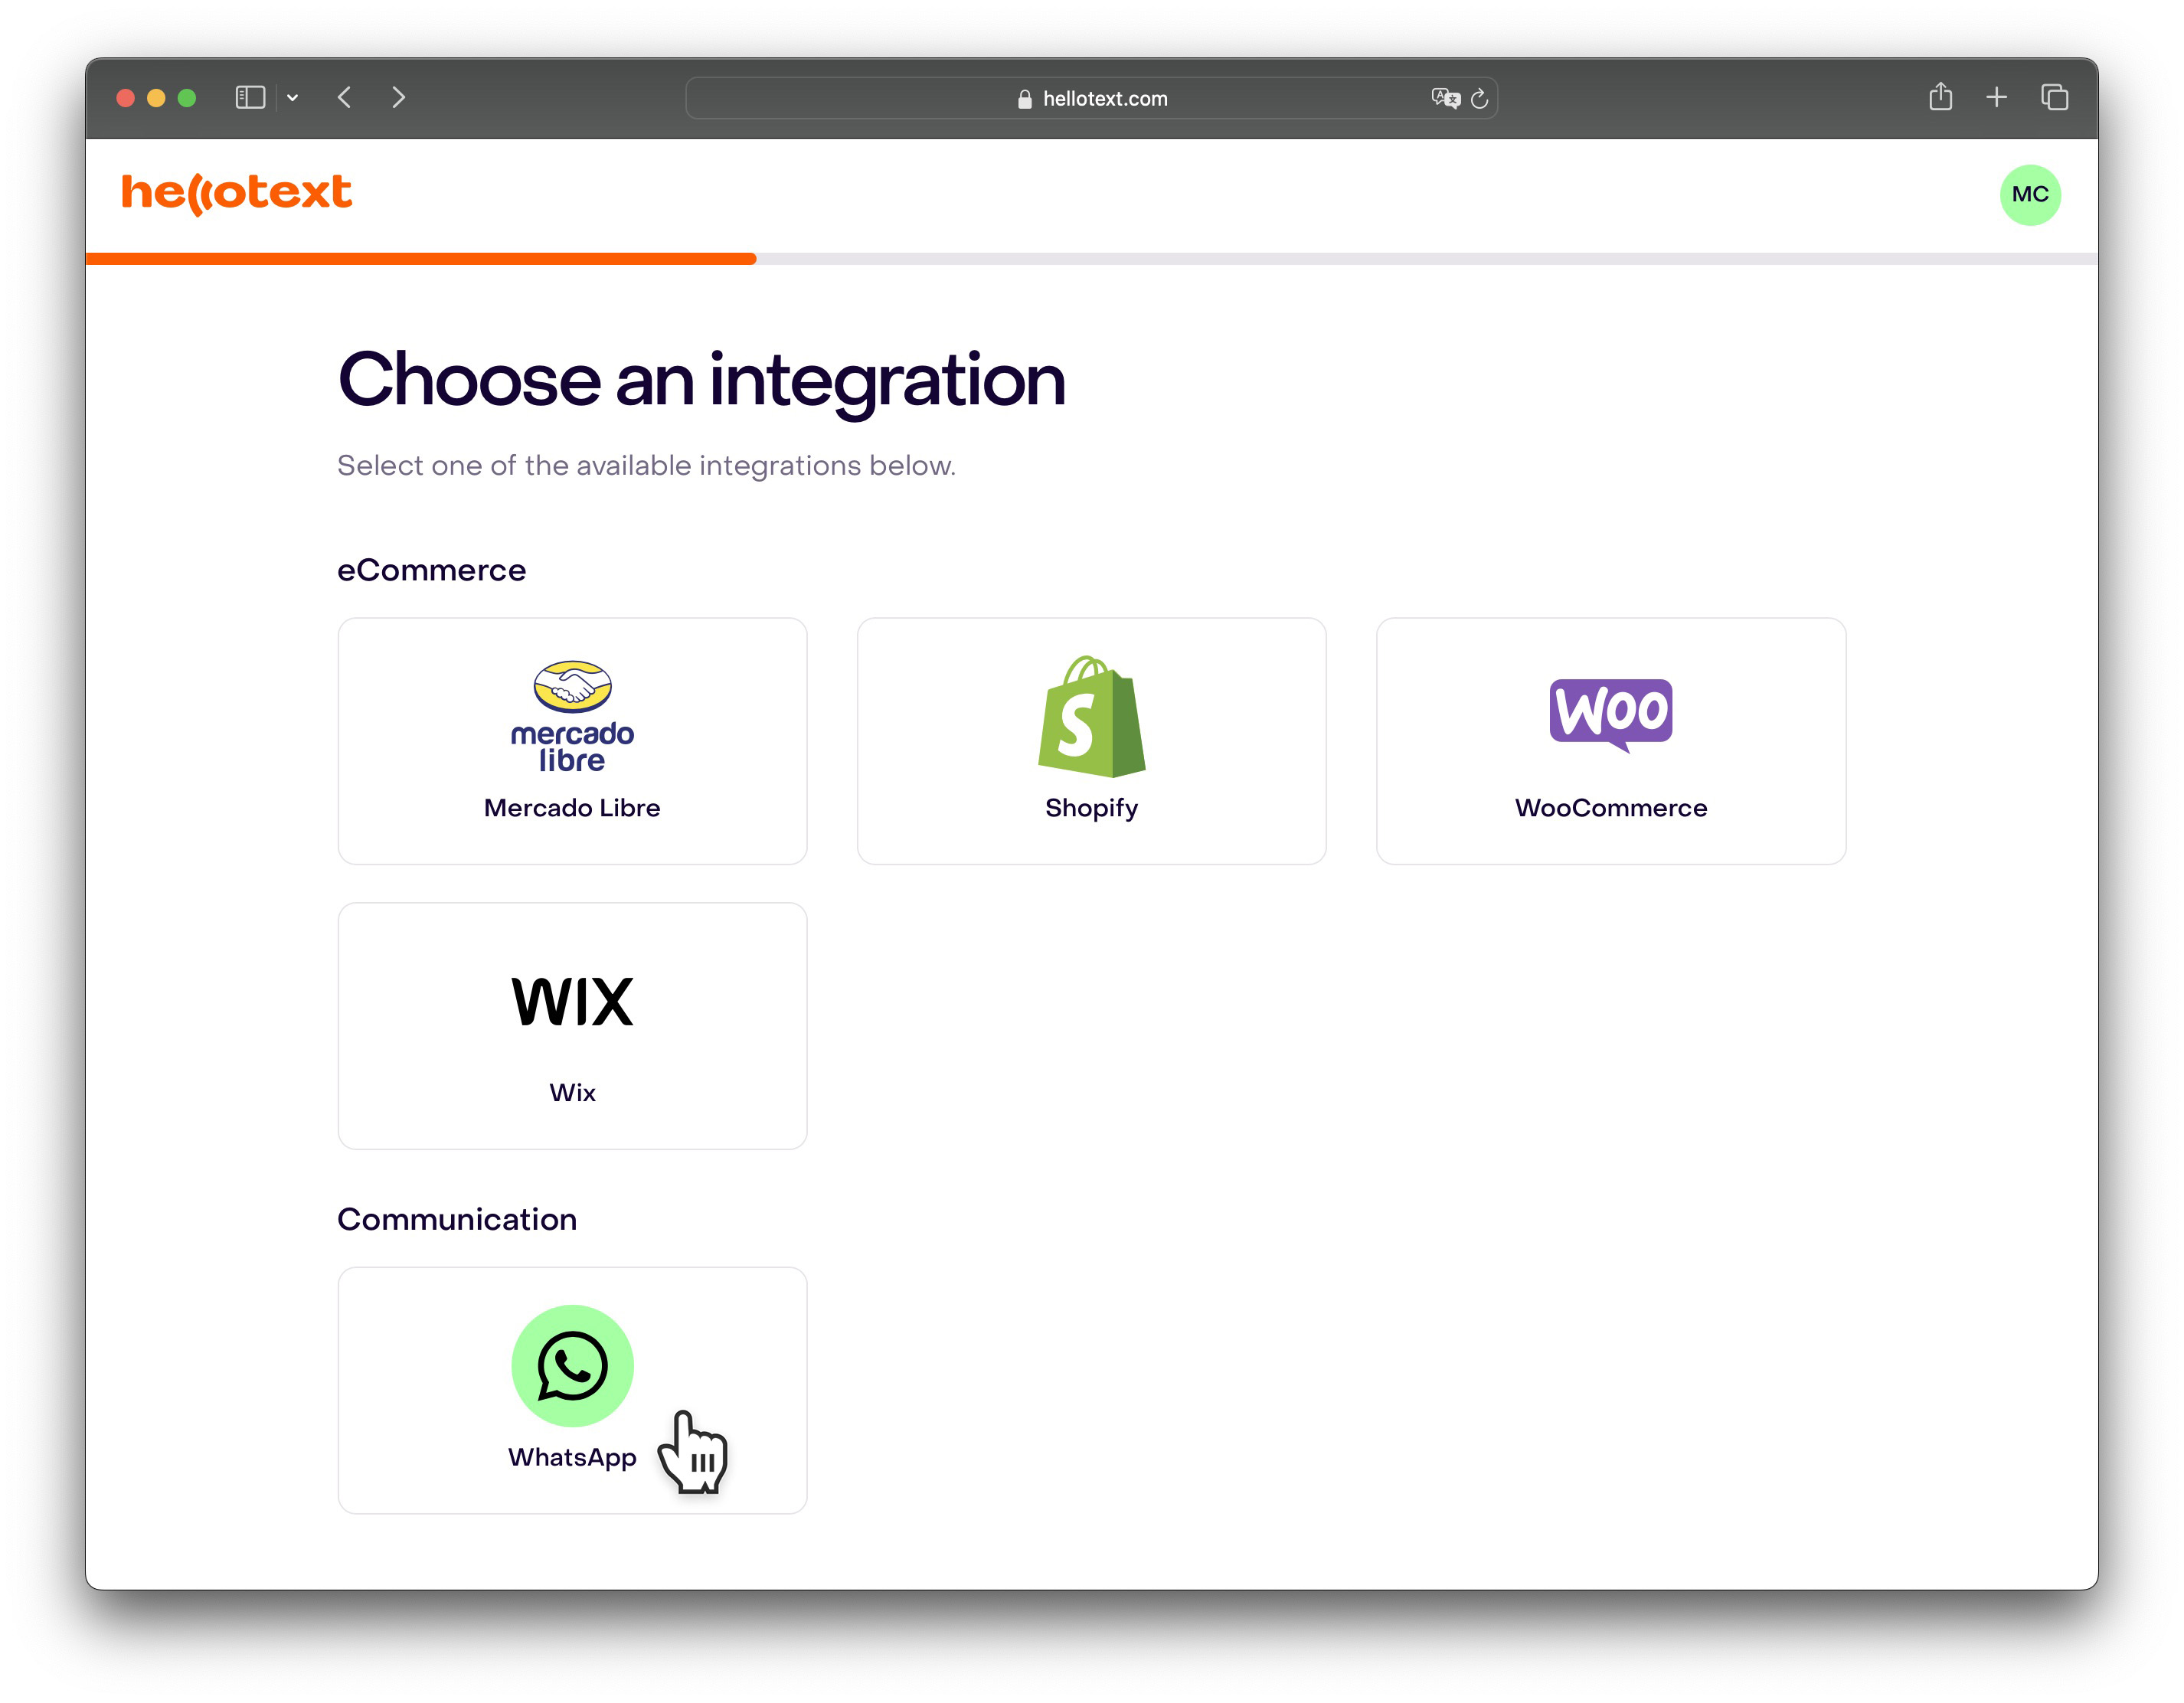 hellotext.com
hellotext
MC
Choose an integration
Select one of the available integrations below.
eCommerce
mercado
libre
Mercado Libre
S
Shopify
WOO
WooCommerce
WIX
Wix
Communication
WhatsApp